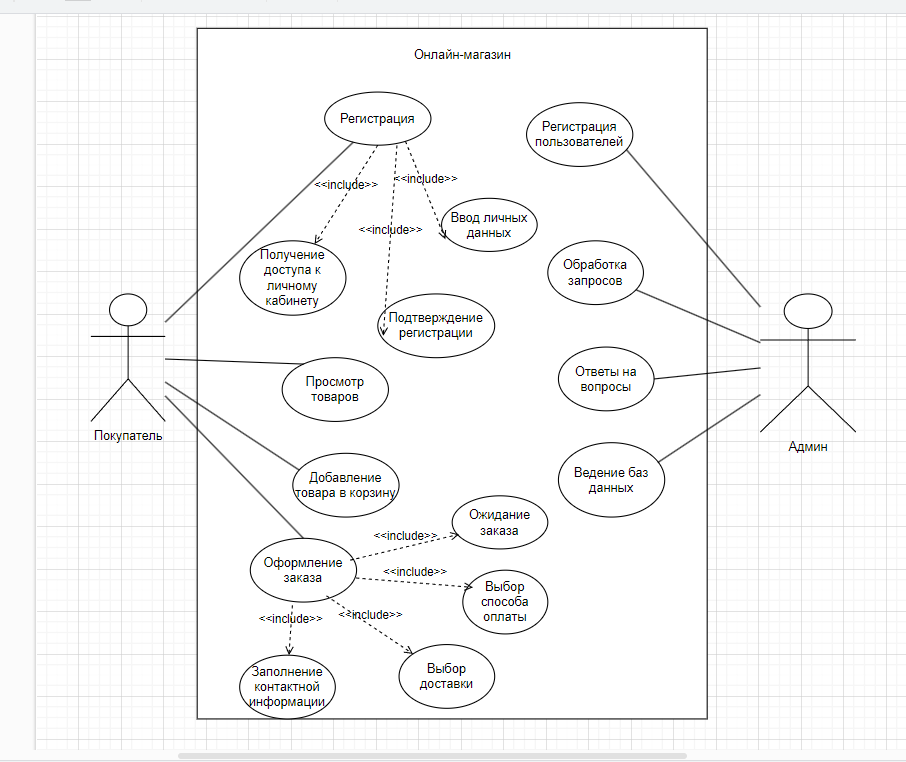 Онлайн-магазин
Регистрация
Регистрация
пользователей
<<include>>
<<include>>
<<include>>
Ввод личных
данных
Получение
доступа к
личному
кабинету
Обработка
запросов
Подтверждение
регистрации
Просмотр
товаров
Ответы на
вопросы
Покупатель
Админ
Добавление
товара в корзину
Ведение баз
данных
Ожидание
заказа
<<include>>
Оформление
заказа
<<include>>
Выбор
способа
оплаты
<<include>>
<<include>>
Заполнение
контактной
информации
Выбор
доставки